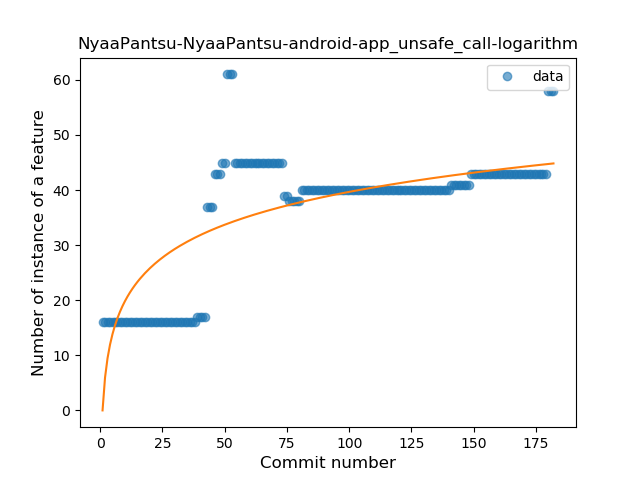 NyaaPantsu-NyaaPantsu-android-app_unsafe_call-logarithm
data
Number of instance of a feature
60
50
40
30
20
10
0
0 25 50 75 100 125 150 175
Commit number